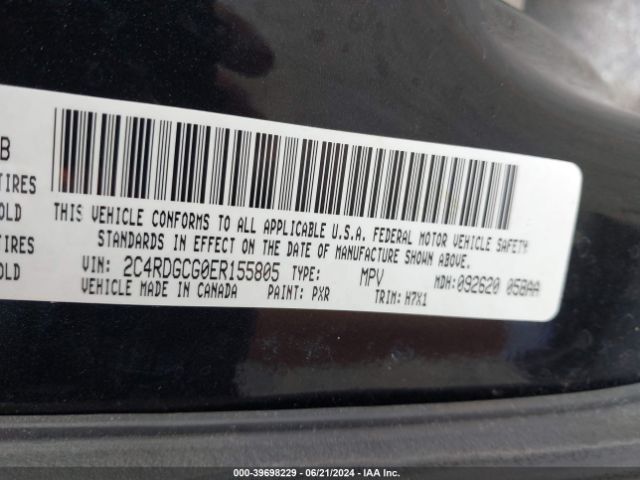 B
TIRES
OLD
TIRES
OLD
THIS VEHICLE CONFORMS TO ALL APPLICABLE U.S.A. FEDERAL MOTOR VEHICLE SAFETY
STANDARDS IN EFFECT ON THE DATE OF MANUFACTURE SHOWN ABOVE.
VIN: 2C4RDGCG0ER155805 TYPE: MPV MDH: 092620 05BAA
VEHICLE MADE IN CANADA PAINT: PXR TRIM: H7X1
000-39698229 - 06/21/2024 - IAA Inc.